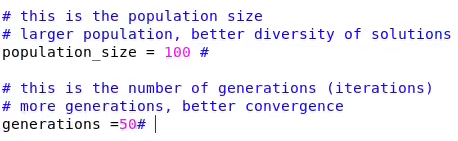 # this is the population size
# larger population, better diversity of solutions
population_size = 100 #
# this is the number of generations (iterations)
# more generations, better convergence
generations =50#